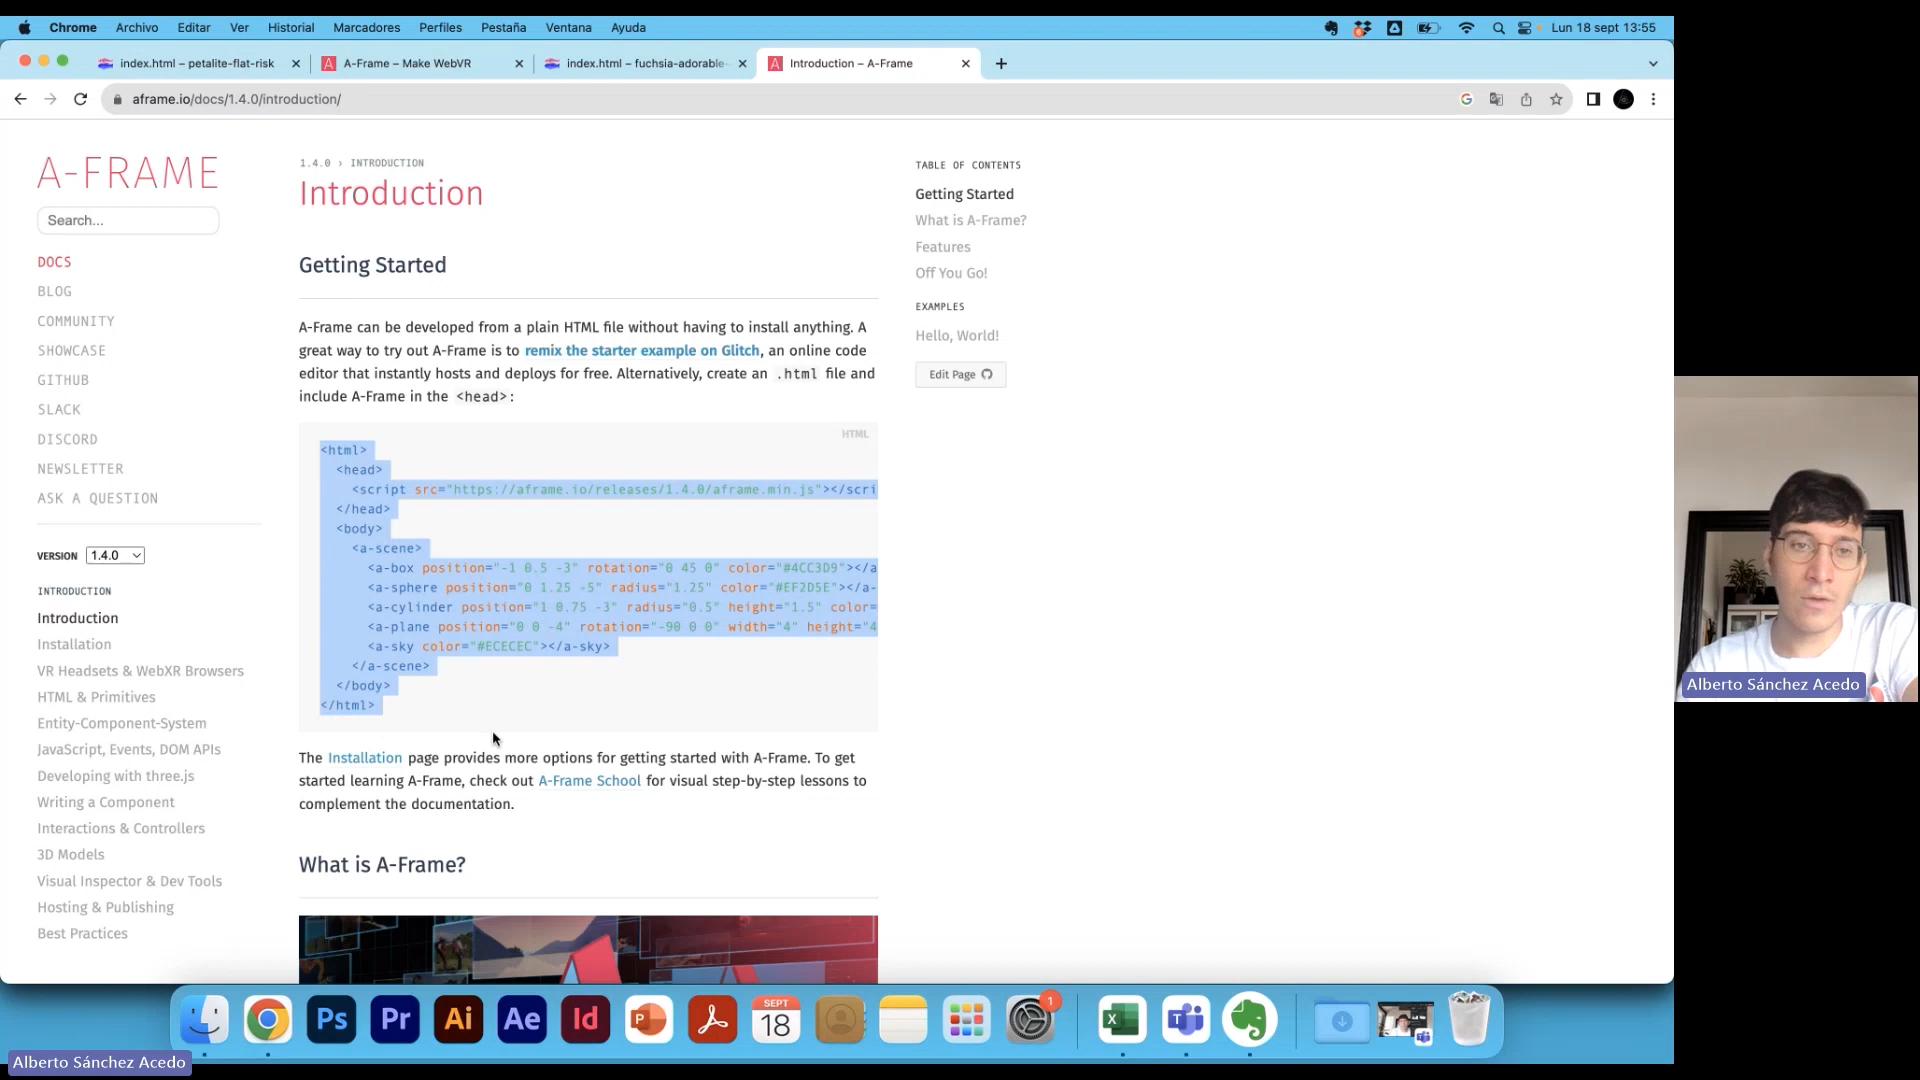 Chrome Archivo Editar Ver Historial Marcadores Perfiles Pestaña Ventana Ayuda Lun 18 sept 13:55
index.html – petalite-flat-risk A-Frame – Make WebVR index.html – fuchsia-adorable- Introduction – A-Frame
aframe.io/docs/1.4.0/introduction/
A-FRAME
Search...
DOCS
BLOG
COMMUNITY
SHOWCASE
GITHUB
SLACK
DISCORD
NEWSLETTER
ASK A QUESTION
VERSION 1.4.0
INTRODUCTION
Introduction
Installation
VR Headsets & WebXR Browsers
HTML & Primitives
Entity-Component-System
JavaScript, Events, DOM APIs
Developing with three.js
Writing a Component
Interactions & Controllers
3D Models
Visual Inspector & Dev Tools
Hosting & Publishing
Best Practices
1.4.0 › INTRODUCTION
Introduction
Getting Started
A-Frame can be developed from a plain HTML file without having to install anything. A
great way to try out A-Frame is to remix the starter example on Glitch, an online code
editor that instantly hosts and deploys for free. Alternatively, create an .html file and
include A-Frame in the <head>:
HTML
<html>
<head>
<script src="https://aframe.io/releases/1.4.0/aframe.min.js"></scri
</head>
<body>
<a-scene>
<a-box position="-1 0.5 -3" rotation="0 45 0" color="#4CC3D9"></a
<a-sphere position="0 1.25 -5" radius="1.25" color="#EF2D5E"></a-
<a-cylinder position="1 0.75 -3" radius="0.5" height="1.5" color=
<a-plane position="0 0 -4" rotation="-90 0 0" width="4" height="4
<a-sky color="#ECECEC"></a-sky>
</a-scene>
</body>
</html>
The Installation page provides more options for getting started with A-Frame. To get
started learning A-Frame, check out A-Frame School for visual step-by-step lessons to
complement the documentation.
What is A-Frame?
TABLE OF CONTENTS
Getting Started
What is A-Frame?
Features
Off You Go!
EXAMPLES
Hello, World!
Edit Page
Alberto Sánchez Acedo
Ps Pr Ai Ae Id P SEPT 18 1 X T
Alberto Sánchez Acedo